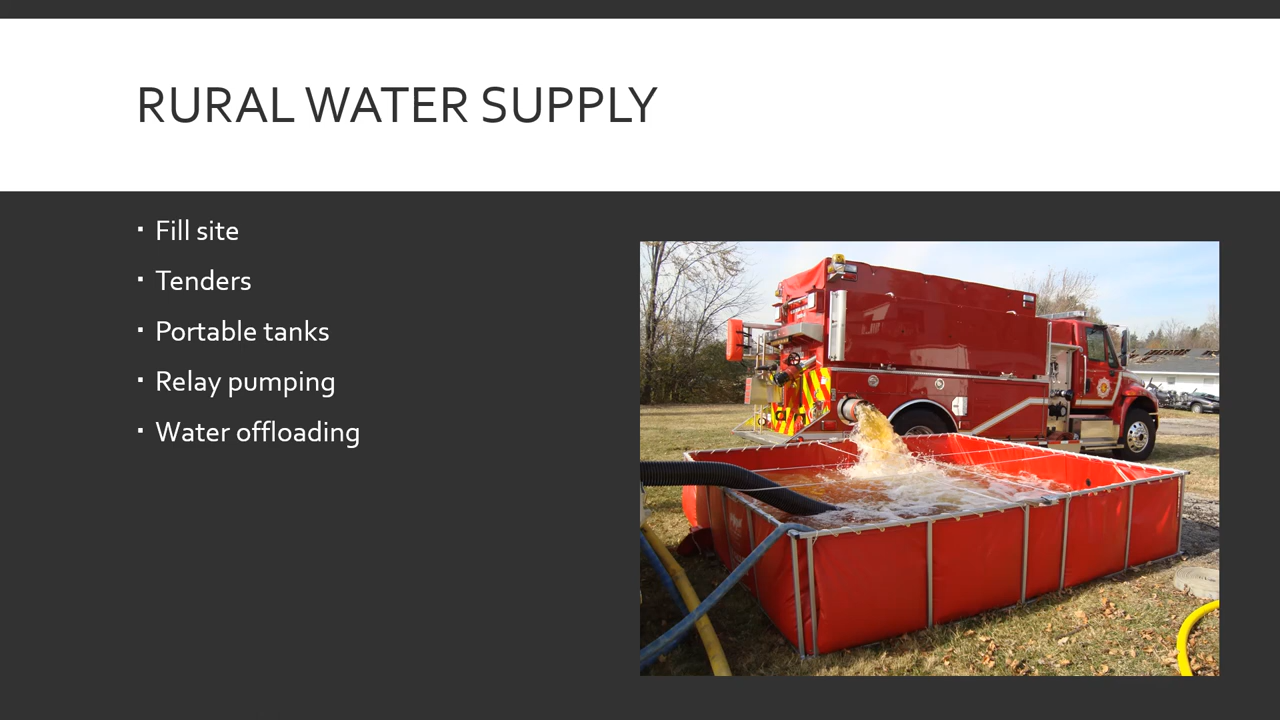 RURAL WATER SUPPLY
▪ Fill site
▪ Tenders
▪ Portable tanks
▪ Relay pumping
▪ Water offloading